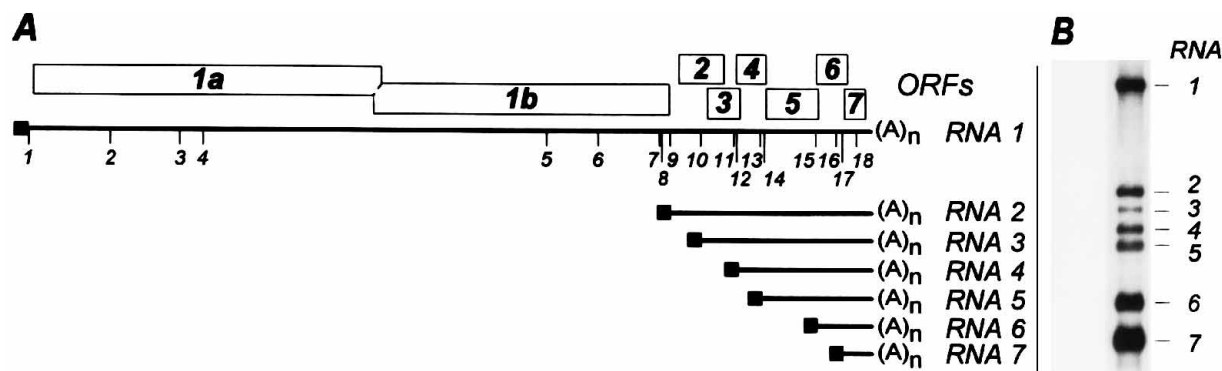 A
1a
1b
2
3
4
5
6
7
ORFs
(A)n RNA 1
1 2 3 4 5 6 7 8 9 10 11 12 13 14 15 16 17 18
(A)n RNA 2
(A)n RNA 3
(A)n RNA 4
(A)n RNA 5
(A)n RNA 6
(A)n RNA 7
B
RNA
1
2
3
4
5
6
7